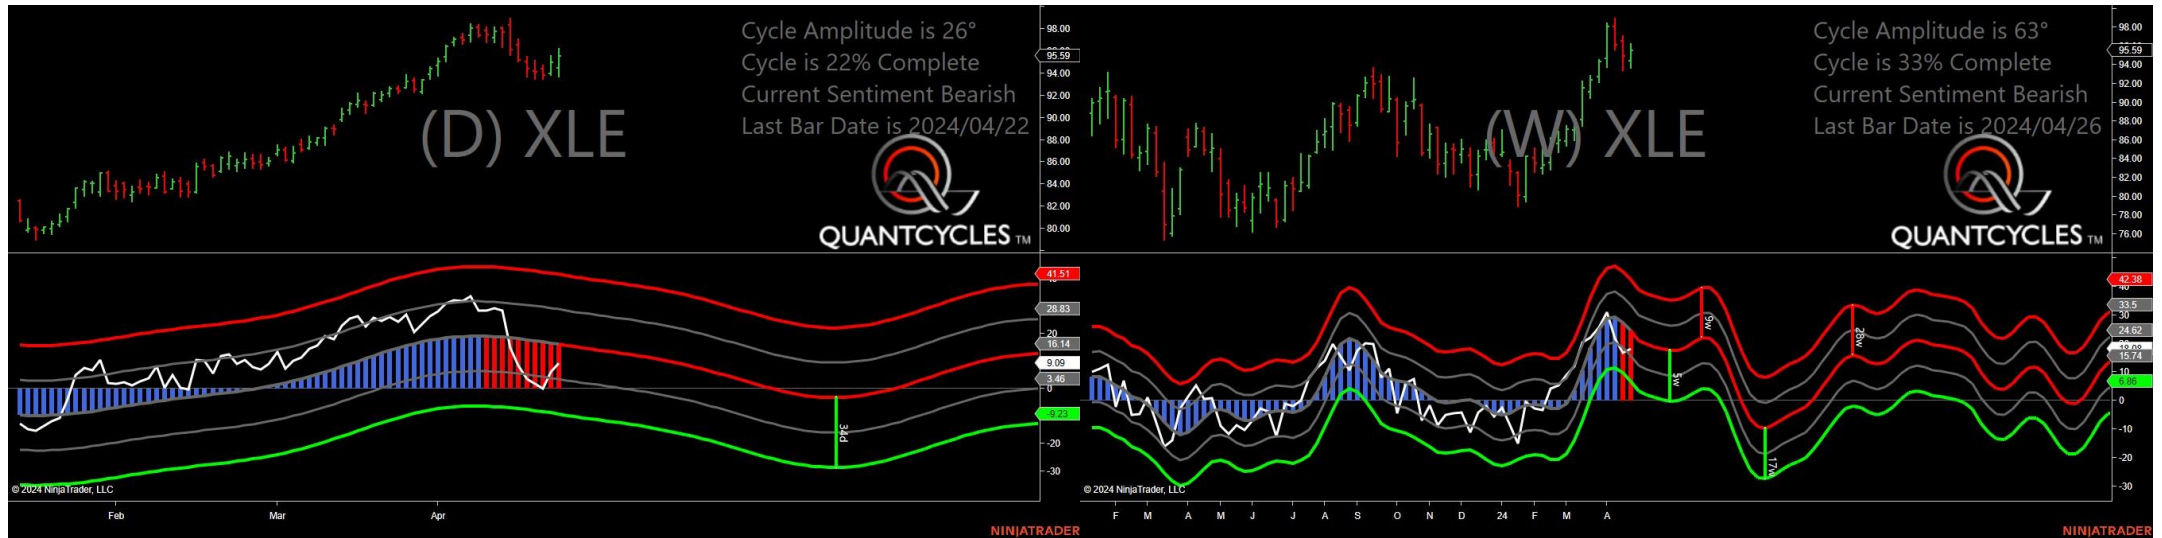 Cycle Amplitude is 26°
Cycle is 22% Complete
Current Sentiment Bearish
Last Bar Date is 2024/04/22
(D) XLE
QUANTCYCLES TM
98.00
95.59
94.00
92.00
90.00
88.00
86.00
84.00
82.00
80.00
41.51
28.83
20
16.14
9.09
3.46
0
-9.23
-20
-30
34d
© 2024 NinjaTrader, LLC
Feb Mar Apr
NINJATRADER
Cycle Amplitude is 63°
Cycle is 33% Complete
Current Sentiment Bearish
Last Bar Date is 2024/04/26
(W) XLE
QUANTCYCLES TM
98.00
95.59
94.00
92.00
90.00
88.00
86.00
84.00
82.00
80.00
78.00
76.00
42.38
40
33.5
30
24.62
15.74
6.86
0
-10
-20
-30
9w
5w
17w
28w
© 2024 NinjaTrader, LLC
F M A M J J A S O N D 24 F M A
NINJATRADER